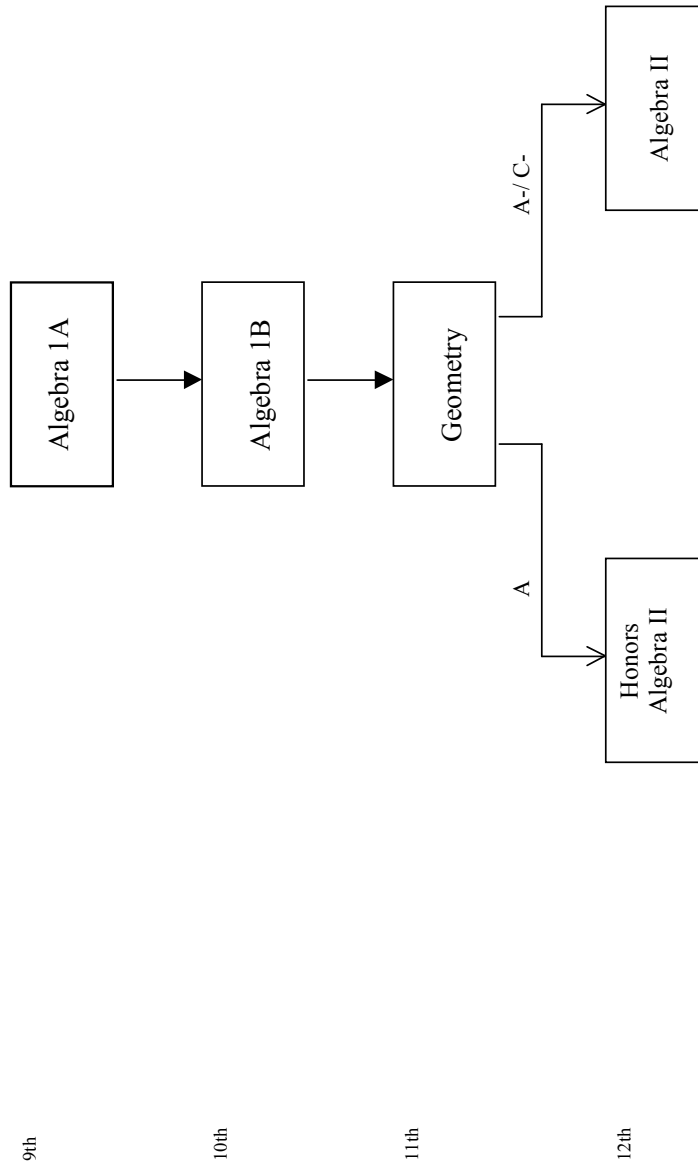 9th
Algebra 1A
10th
Algebra 1B
11th
Geometry
A
A-/ C-
12th
Honors
Algebra II
Algebra II